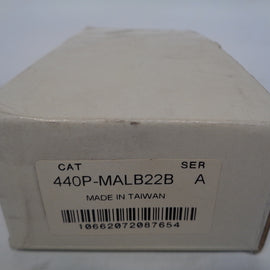 CAT SER
440P-MALB22B A
MADE IN TAIWAN
10662072087654